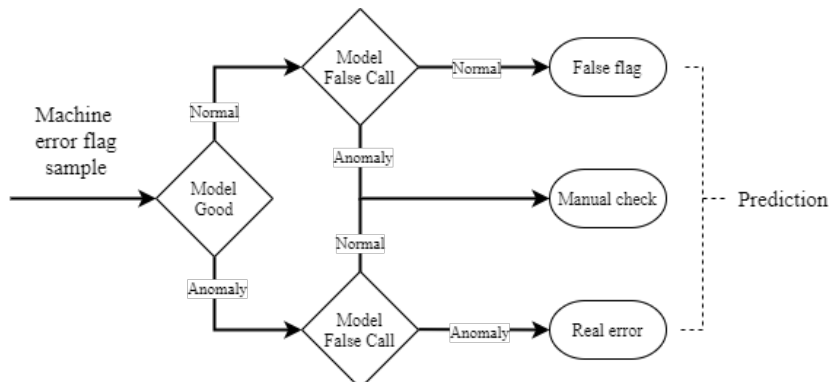 Model
False Call
Normal
False flag
Normal
Machine
error flag
sample
Anomaly
Model
Good
Manual check
Prediction
Normal
Anomaly
Model
False Call
Anomaly
Real error